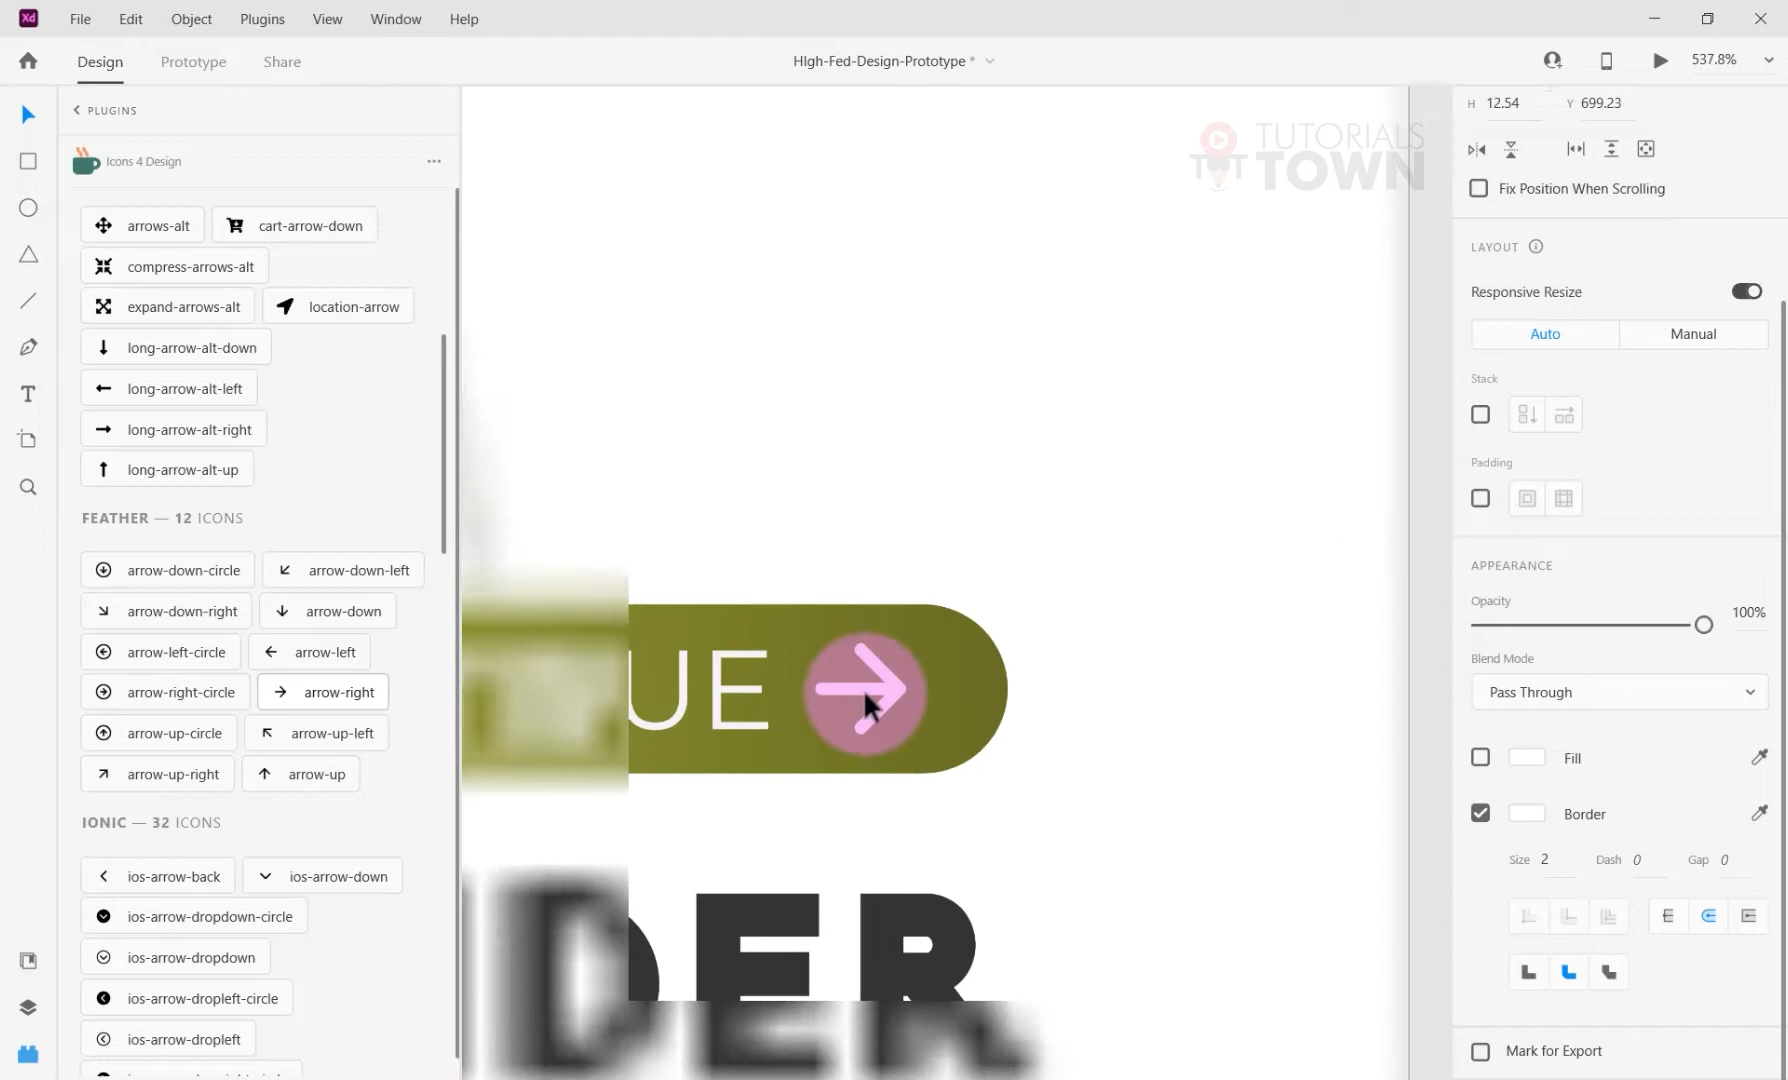 Xd File Edit Object Plugins View Window Help
Design Prototype Share
HIgh-Fed-Design-Prototype *
537.8%
PLUGINS
Icons 4 Design
arrows-alt cart-arrow-down
compress-arrows-alt
expand-arrows-alt location-arrow
long-arrow-alt-down
long-arrow-alt-left
long-arrow-alt-right
long-arrow-alt-up
FEATHER — 12 ICONS
arrow-down-circle arrow-down-left
arrow-down-right arrow-down
arrow-left-circle arrow-left
arrow-right-circle arrow-right
arrow-up-circle arrow-up-left
arrow-up-right arrow-up
IONIC — 32 ICONS
ios-arrow-back ios-arrow-down
ios-arrow-dropdown-circle
ios-arrow-dropdown
ios-arrow-dropleft-circle
ios-arrow-dropleft
TUTORIALS
TOWN
UE
DER
H 12.54 Y 699.23
Fix Position When Scrolling
LAYOUT
Responsive Resize
Auto Manual
Stack
Padding
APPEARANCE
Opacity
100%
Blend Mode
Pass Through
Fill
Border
Size 2 Dash 0 Gap 0
Mark for Export